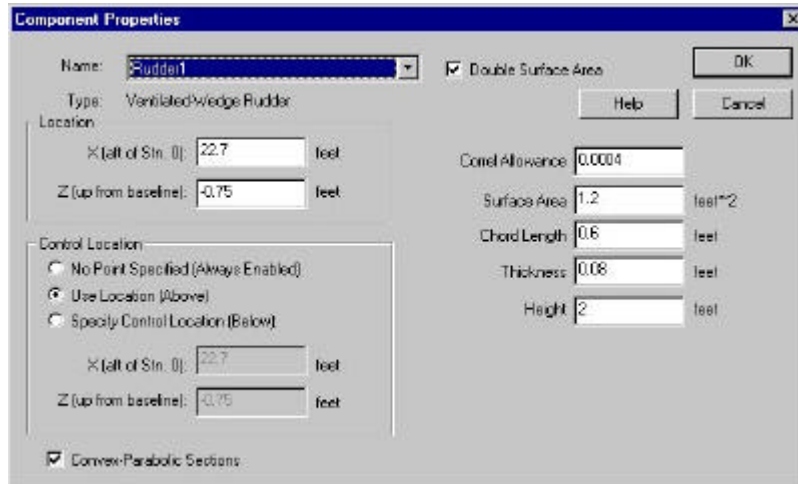 Component Properties
Name: Rudder1
Double Surface Area
OK
Type: Ventilated-Wedge Rudder
Help
Cancel
Location
X (aft of Stn. 0): 22.7 feet
Z (up from baseline): -0.75 feet
Correl Allowance 0.0004
Surface Area 1.2 feet**2
Chord Length 0.6 feet
Thickness 0.08 feet
Height 2 feet
Control Location
No Point Specified (Always Enabled)
Use Location (Above)
Specify Control Location (Below)
X (aft of Stn. 0): 22.7 feet
Z (up from baseline): -0.75 feet
Convex-Parabolic Sections